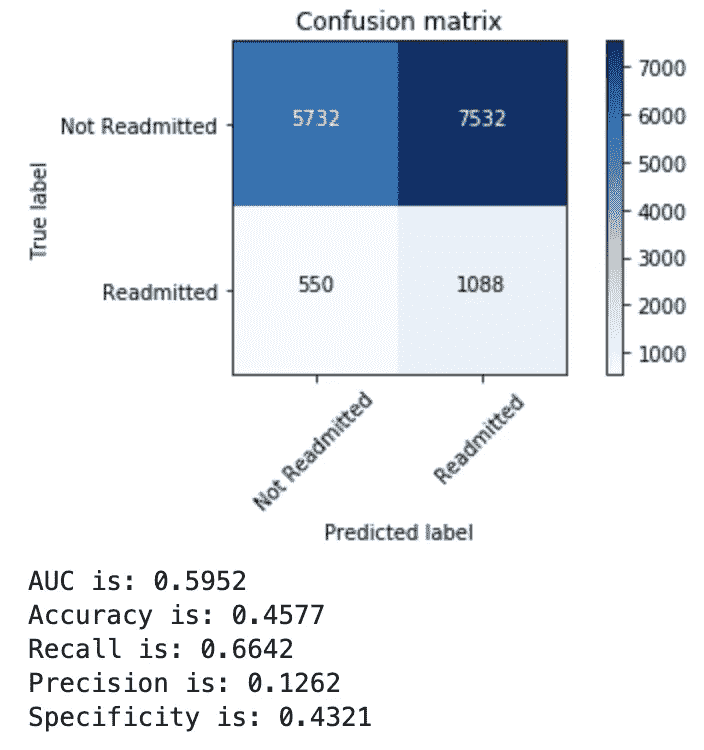 Confusion matrix
Not Readmitted
5732
7532
Readmitted
550
1088
True label
Not Readmitted
Readmitted
Predicted label
7000
6000
5000
4000
3000
2000
1000
AUC is: 0.5952
Accuracy is: 0.4577
Recall is: 0.6642
Precision is: 0.1262
Specificity is: 0.4321